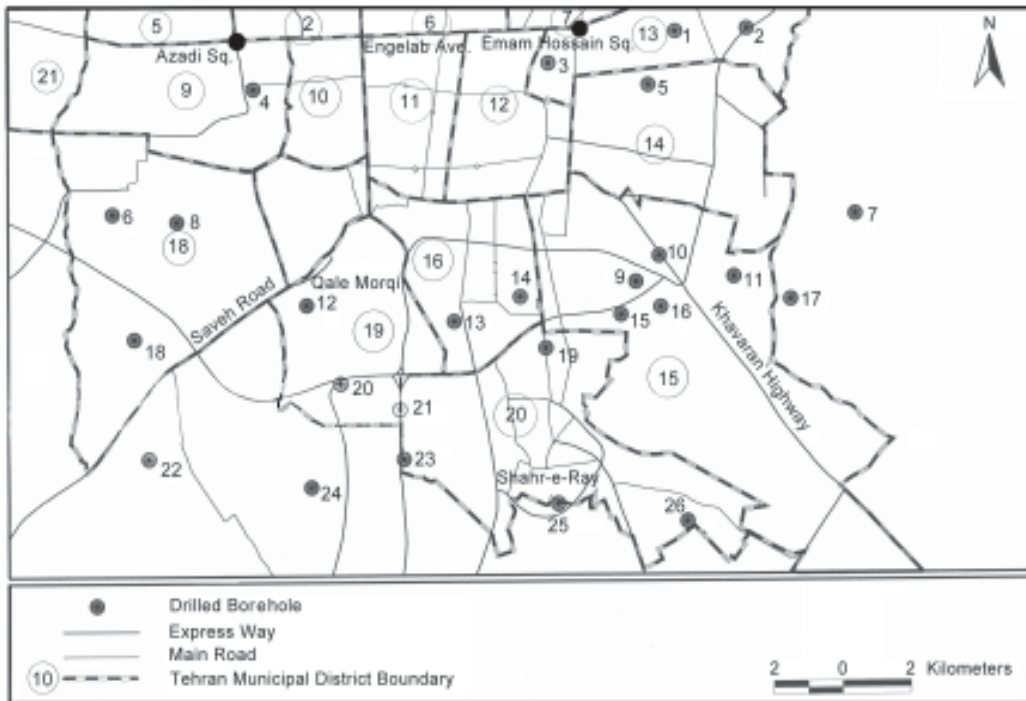 5 2 6 7 N
Engelab Ave. Emam Hossain Sq. 13 1 2
Azadi Sq. 3
21 9 4 10 11 12 5
14
6 8 7
18
16 10
Qale Morqi 14 9 11
12 13 15 16 17
Saveh Road 19 Khavaran Highway
18 19
20 15
21 20
22 23
24 Shahr-e-Ray
25 26
Drilled Borehole
Express Way
Main Road
10 Tehran Municipal District Boundary
2 0 2 Kilometers